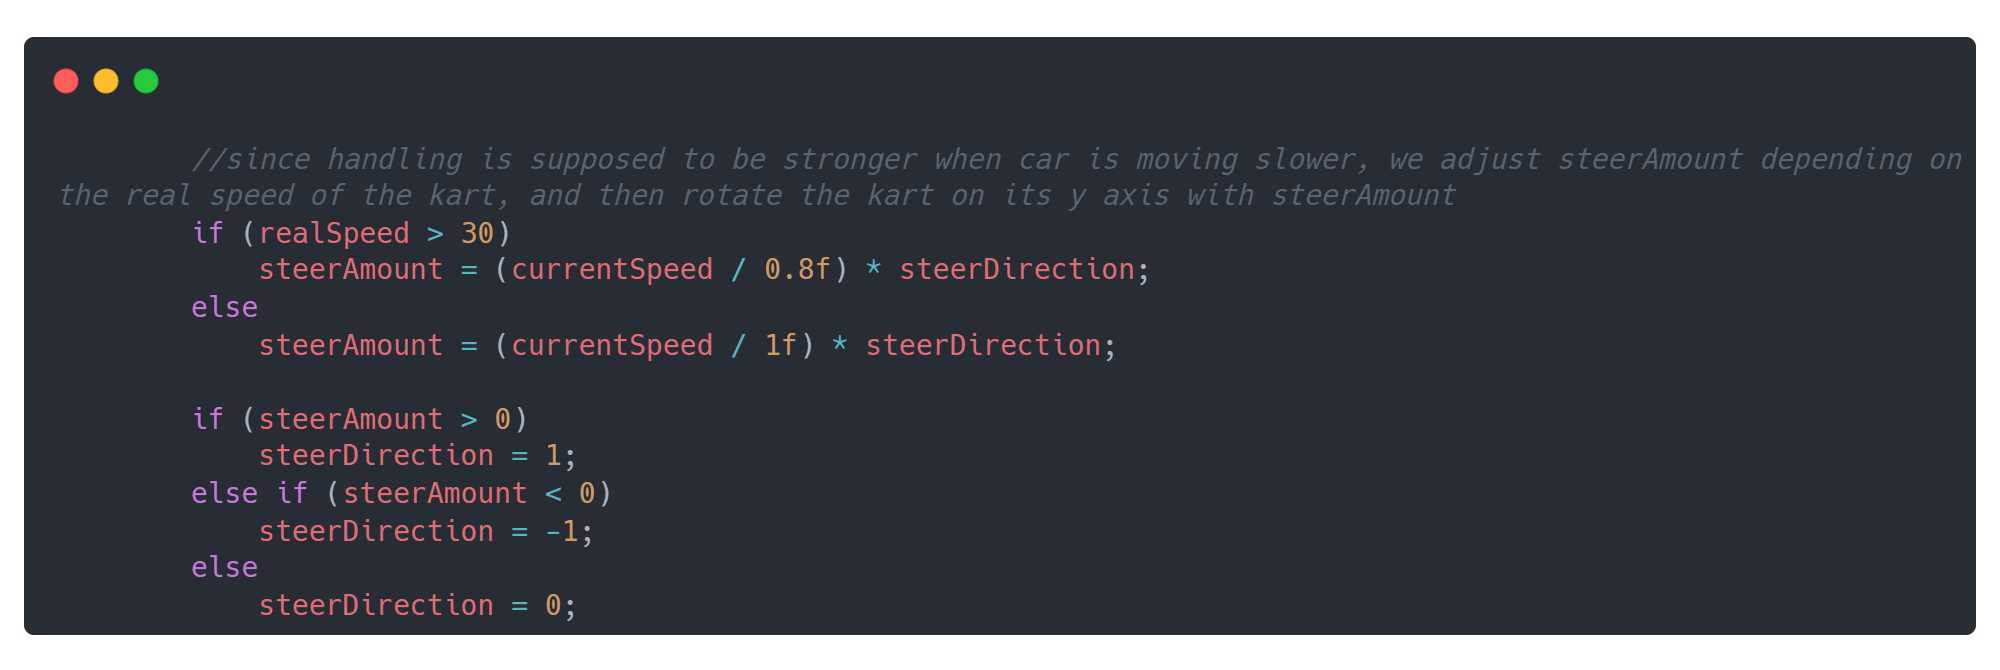 //since handling is supposed to be stronger when car is moving slower, we adjust steerAmount depending on
the real speed of the kart, and then rotate the kart on its y axis with steerAmount
if (realSpeed > 30)
steerAmount = (currentSpeed / 0.8f) * steerDirection;
else
steerAmount = (currentSpeed / 1f) * steerDirection;
if (steerAmount > 0)
steerDirection = 1;
else if (steerAmount < 0)
steerDirection = -1;
else
steerDirection = 0;